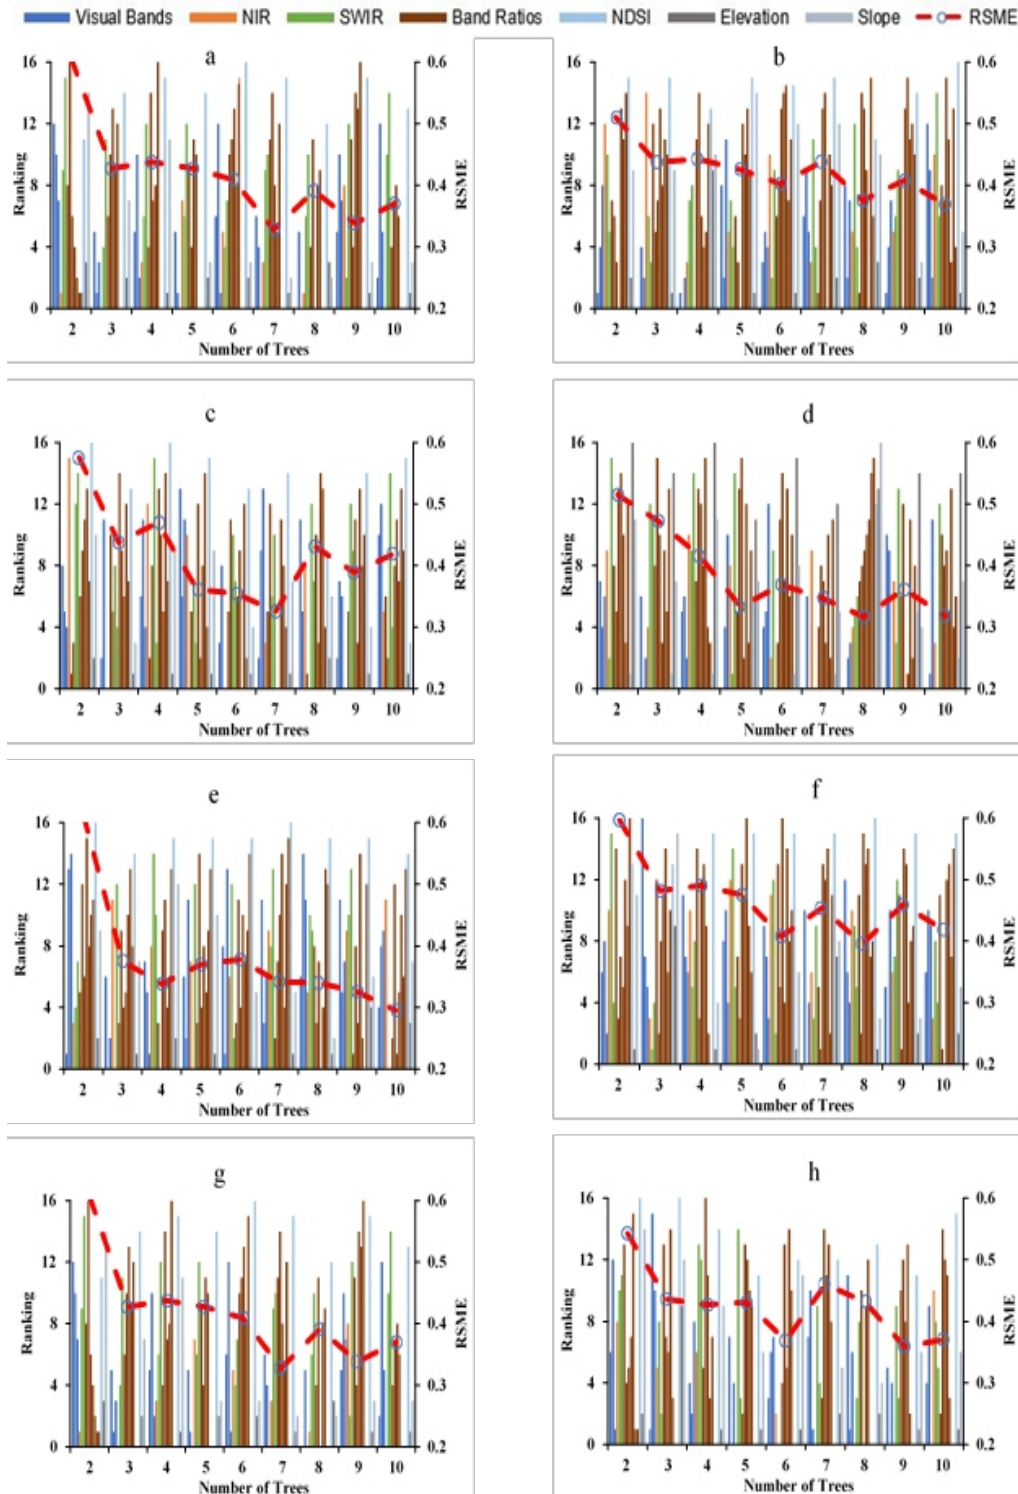 Visual Bands NIR SWIR Band Ratios NDSI Elevation Slope RSME
a
16 0.6
12 0.5
8 0.4
4 0.3
0 0.2
Ranking
RSME
2 3 4 5 6 7 8 9 10
Number of Trees
b
16 0.6
12 0.5
8 0.4
4 0.3
0 0.2
Ranking
RSME
2 3 4 5 6 7 8 9 10
Number of Trees
c
16 0.6
12 0.5
8 0.4
4 0.3
0 0.2
Ranking
RSME
2 3 4 5 6 7 8 9 10
Number of Trees
d
16 0.6
12 0.5
8 0.4
4 0.3
0 0.2
Ranking
RSME
2 3 4 5 6 7 8 9 10
Number of Trees
e
16 0.6
12 0.5
8 0.4
4 0.3
0 0.2
Ranking
RSME
2 3 4 5 6 7 8 9 10
Number of Trees
f
16 0.6
12 0.5
8 0.4
4 0.3
0 0.2
Ranking
RSME
2 3 4 5 6 7 8 9 10
Number of Trees
g
16 0.6
12 0.5
8 0.4
4 0.3
0 0.2
Ranking
RSME
2 3 4 5 6 7 8 9 10
Number of Trees
h
16 0.6
12 0.5
8 0.4
4 0.3
0 0.2
Ranking
RSME
2 3 4 5 6 7 8 9 10
Number of Trees